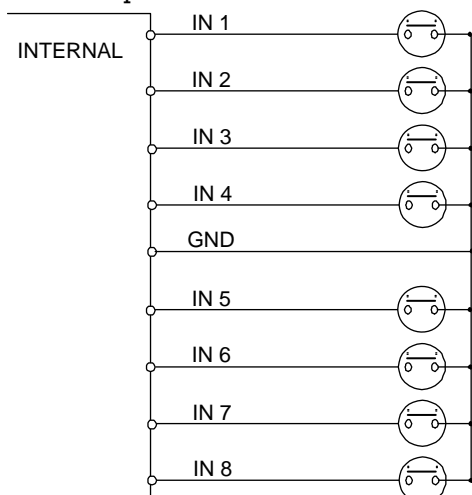 IN 1
INTERNAL
IN 2
IN 3
IN 4
GND
IN 5
IN 6
IN 7
IN 8